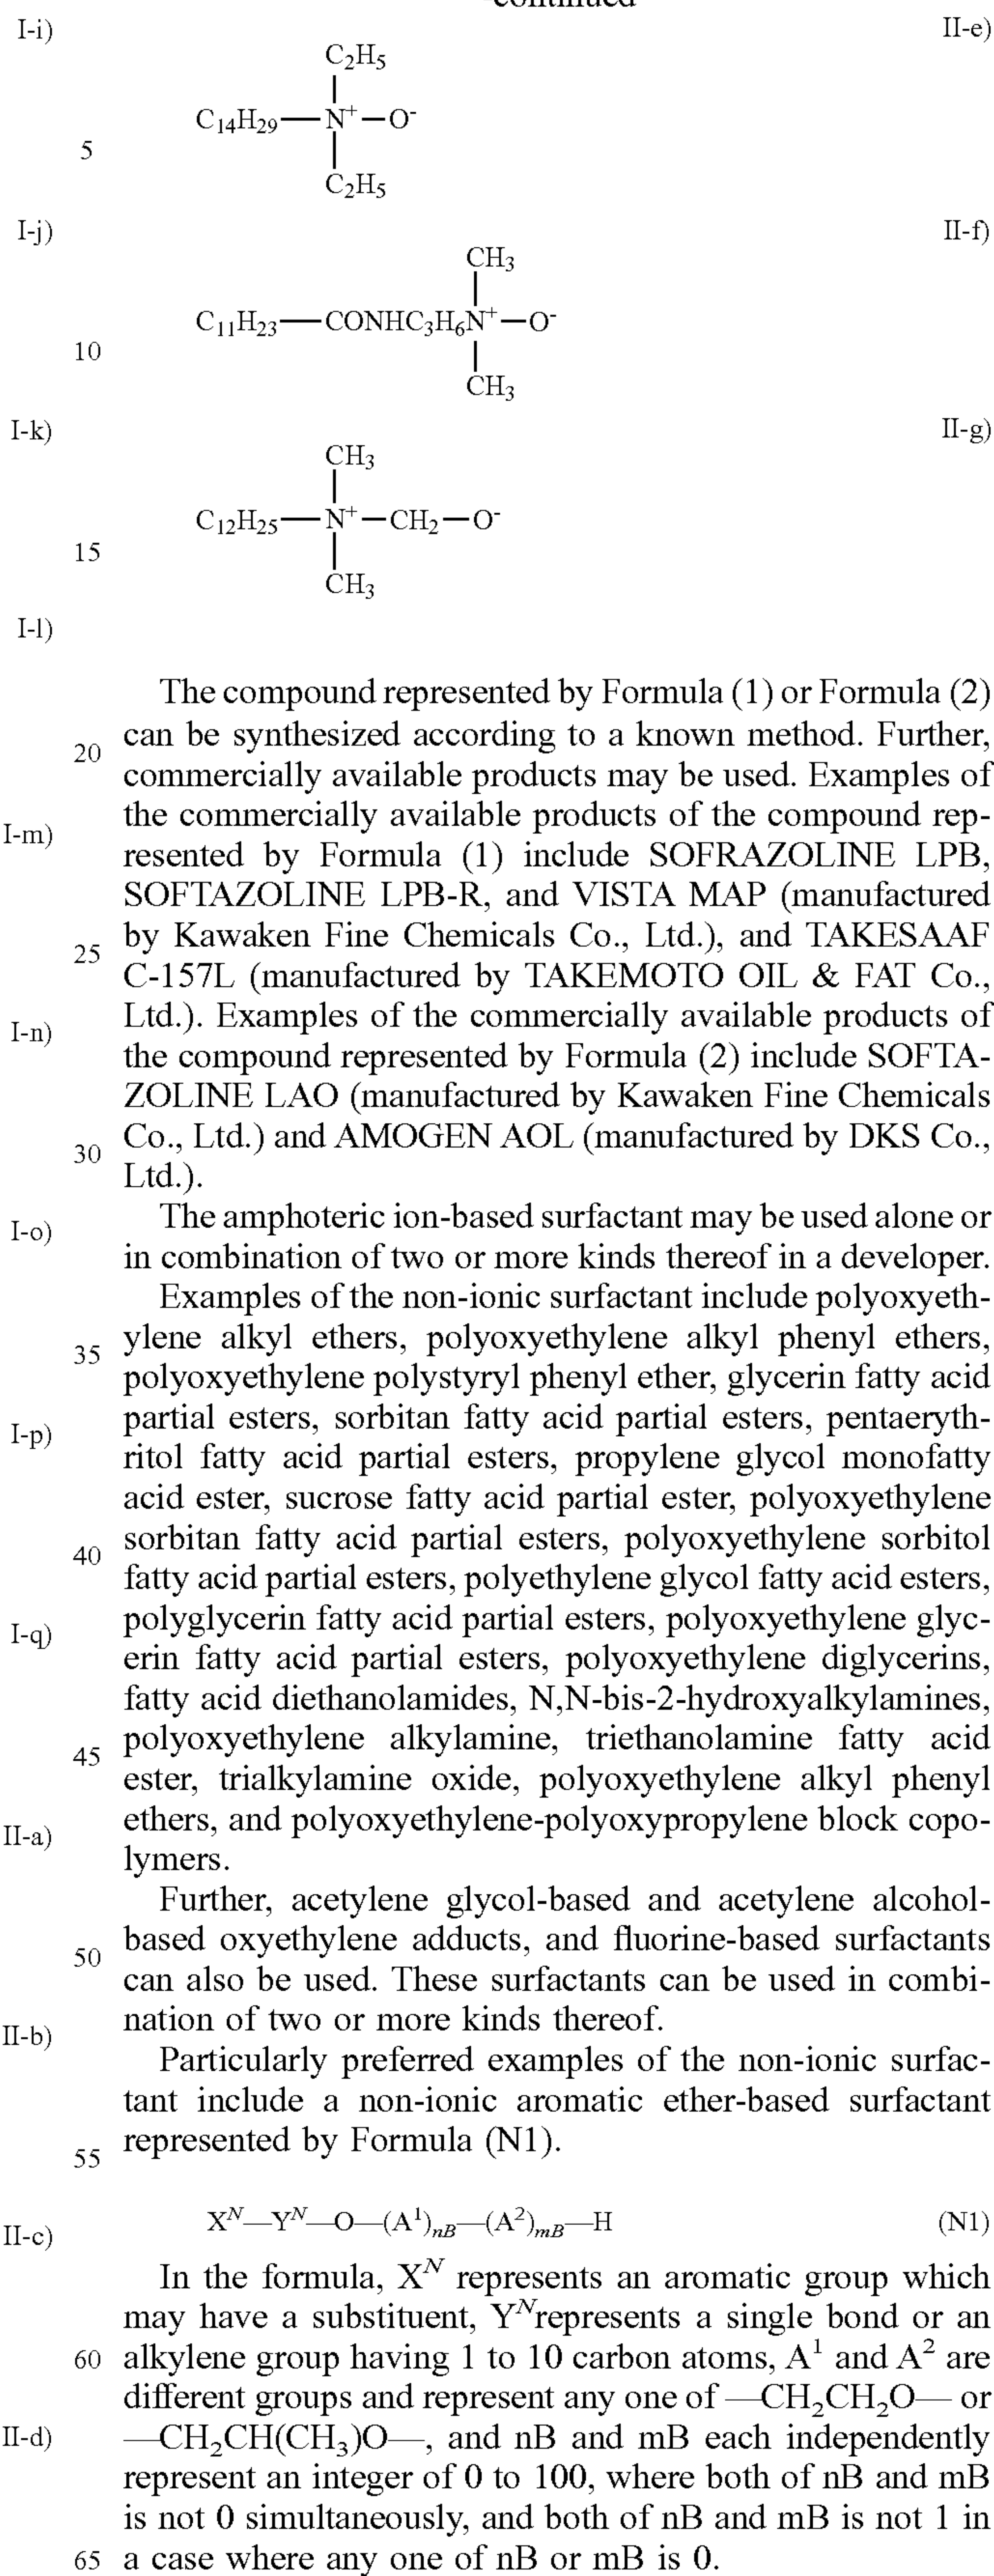 -continued
I-i)
II-e)
C2H5
C14H29—N+—O-
5
C2H5
I-j)
II-f)
CH3
C11H23—CONHC3H6N+—O-
10
CH3
I-k)
II-g)
CH3
C12H25—N+—CH2—O-
15
CH3
I-l)
The compound represented by Formula (1) or Formula (2)
20 can be synthesized according to a known method. Further,
commercially available products may be used. Examples of
I-m) the commercially available products of the compound rep-
resented by Formula (1) include SOFRAZOLINE LPB,
SOFTAZOLINE LPB-R, and VISTA MAP (manufactured
25 by Kawaken Fine Chemicals Co., Ltd.), and TAKESAAF
C-157L (manufactured by TAKEMOTO OIL & FAT Co.,
I-n) Ltd.). Examples of the commercially available products of
the compound represented by Formula (2) include SOFTA-
ZOLINE LAO (manufactured by Kawaken Fine Chemicals
30 Co., Ltd.) and AMOGEN AOL (manufactured by DKS Co.,
Ltd.).
I-o) The amphoteric ion-based surfactant may be used alone or
in combination of two or more kinds thereof in a developer.
Examples of the non-ionic surfactant include polyoxyeth-
35 ylene alkyl ethers, polyoxyethylene alkyl phenyl ethers,
polyoxyethylene polystyryl phenyl ether, glycerin fatty acid
I-p) partial esters, sorbitan fatty acid partial esters, pentaeryth-
ritol fatty acid partial esters, propylene glycol monofatty
acid ester, sucrose fatty acid partial ester, polyoxyethylene
40 sorbitan fatty acid partial esters, polyoxyethylene sorbitol
fatty acid partial esters, polyethylene glycol fatty acid esters,
I-q) polyglycerin fatty acid partial esters, polyoxyethylene glyc-
erin fatty acid partial esters, polyoxyethylene diglycerins,
fatty acid diethanolamides, N,N-bis-2-hydroxyalkylamines,
45 polyoxyethylene alkylamine, triethanolamine fatty acid
ester, trialkylamine oxide, polyoxyethylene alkyl phenyl
II-a) ethers, and polyoxyethylene-polyoxypropylene block copo-
lymers.
Further, acetylene glycol-based and acetylene alcohol-
50 based oxyethylene adducts, and fluorine-based surfactants
can also be used. These surfactants can be used in combi-
II-b) nation of two or more kinds thereof.
Particularly preferred examples of the non-ionic surfac-
tant include a non-ionic aromatic ether-based surfactant
55 represented by Formula (N1).
II-c) X^N—Y^N—O—(A^1)nB—(A^2)mB—H (N1)
In the formula, X^N represents an aromatic group which
may have a substituent, Y^Nrepresents a single bond or an
60 alkylene group having 1 to 10 carbon atoms, A^1 and A^2 are
different groups and represent any one of —CH2CH2O— or
II-d) —CH2CH(CH3)O—, and nB and mB each independently
represent an integer of 0 to 100, where both of nB and mB
is not 0 simultaneously, and both of nB and mB is not 1 in
65 a case where any one of nB or mB is 0.